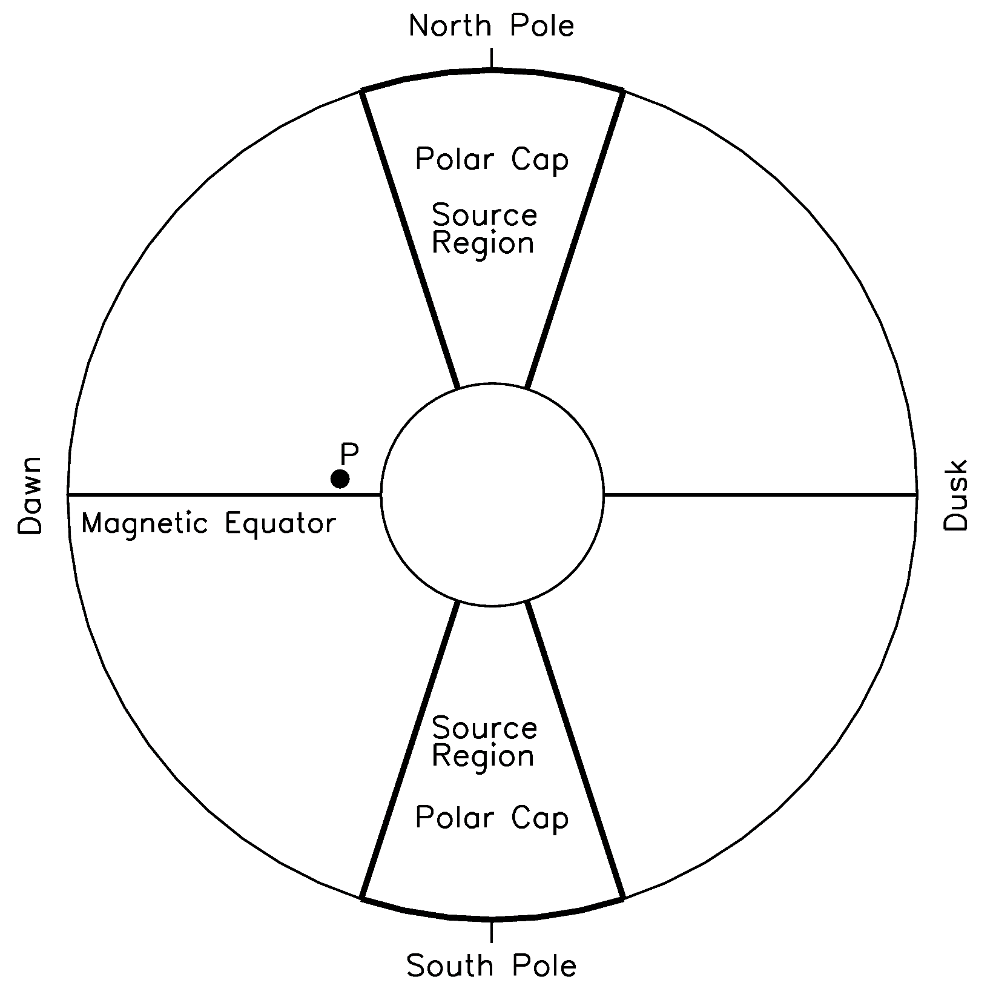 North Pole
Polar Cap
Source
Region
P
Dawn
Magnetic Equator
Dusk
Source
Region
Polar Cap
South Pole